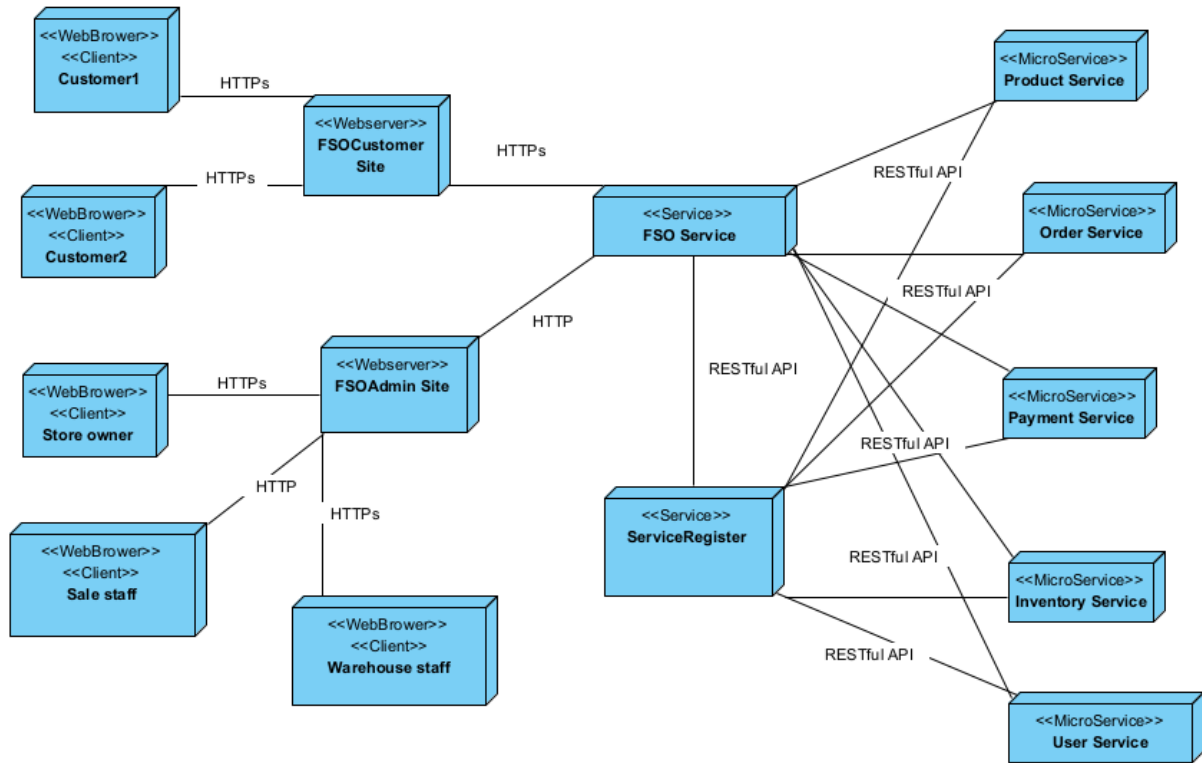 <<WebBrower>>
<<Client>>
Customer1
HTTPs
<<Webserver>>
FSOCustomer
Site
HTTPs
HTTPs
<<WebBrower>>
<<Client>>
Customer2
<<Service>>
FSO Service
<<MicroService>>
Product Service
RESTful API
<<MicroService>>
Order Service
RESTful API
HTTP
<<Webserver>>
FSOAdmin Site
HTTPs
<<WebBrower>>
<<Client>>
Store owner
RESTful API
<<MicroService>>
Payment Service
RESTful API
HTTP
HTTPs
<<WebBrower>>
<<Client>>
Sale staff
<<WebBrower>>
<<Client>>
Warehouse staff
<<Service>>
ServiceRegister
RESTful API
<<MicroService>>
Inventory Service
RESTful API
<<MicroService>>
User Service